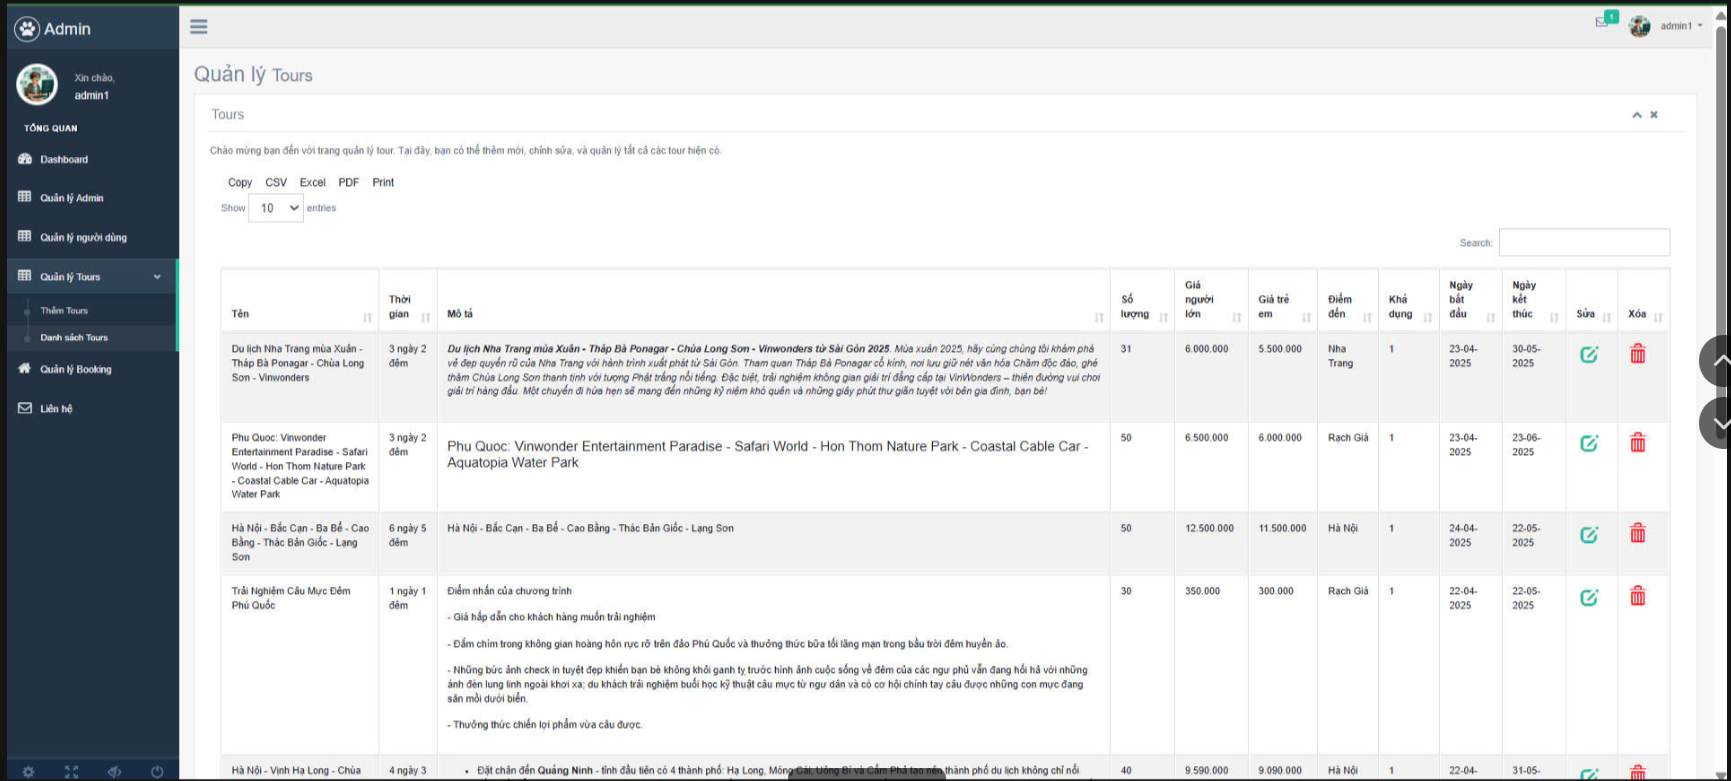 Admin
1
admin1
Xin chào,
admin1
TỔNG QUAN
Dashboard
Quản lý Admin
Quản lý người dùng
Quản lý Tours
Thêm Tours
Danh sách Tours
Quản lý Booking
Liên hệ
Quản lý Tours
Tours
Chào mừng bạn đến với trang quản lý tour. Tại đây, bạn có thể thêm mới, chỉnh sửa, và quản lý tất cả các tour hiện có.
Copy CSV Excel PDF Print
Show 10 entries
Search:
Tên
Thời
gian
Mô tả
Số
lượng
Giá
người
lớn
Giá trẻ
em
Điểm
đến
Khả
dụng
Ngày
bắt
đầu
Ngày
kết
thúc
Sửa
Xóa
Du lịch Nha Trang mùa Xuân -
Tháp Bà Ponagar - Chùa Long
Sơn - Vinwonders
3 ngày 2
đêm
Du lịch Nha Trang mùa Xuân - Tháp Bà Ponagar - Chùa Long Sơn - Vinwonders từ Sài Gòn 2025. Mùa xuân 2025, hãy cùng chúng tôi khám phá
vẻ đẹp quyến rũ của Nha Trang với hành trình xuất phát từ Sài Gòn. Tham quan Tháp Bà Ponagar cổ kính, nơi lưu giữ nét văn hóa Chăm độc đáo, ghé
thăm Chùa Long Sơn thanh tịnh với tượng Phật trắng nổi tiếng. Đặc biệt, trải nghiệm không gian giải trí đẳng cấp tại VinWonders – thiên đường vui chơi
giải trí hàng đầu. Một chuyến đi hứa hẹn sẽ mang đến những kỷ niệm khó quên và những giây phút thư giãn tuyệt vời bên gia đình, bạn bè!
31
6.000.000
5.500.000
Nha
Trang
1
23-04-
2025
30-05-
2025
Phu Quoc: Vinwonder
Entertainment Paradise - Safari
World - Hon Thom Nature Park
- Coastal Cable Car - Aquatopia
Water Park
3 ngày 2
đêm
Phu Quoc: Vinwonder Entertainment Paradise - Safari World - Hon Thom Nature Park - Coastal Cable Car -
Aquatopia Water Park
50
6.500.000
6.000.000
Rạch Giá
1
23-04-
2025
23-06-
2025
Hà Nội - Bắc Cạn - Ba Bể - Cao
Bằng - Thác Bản Giốc - Lạng
Sơn
6 ngày 5
đêm
Hà Nội - Bắc Cạn - Ba Bể - Cao Bằng - Thác Bản Giốc - Lạng Sơn
50
12.500.000
11.500.000
Hà Nội
1
24-04-
2025
22-05-
2025
Trải Nghiệm Câu Mực Đêm
Phú Quốc
1 ngày 1
đêm
Điểm nhấn của chương trình
- Giá hấp dẫn cho khách hàng muốn trải nghiệm
- Đắm chìm trong không gian hoàng hôn rực rỡ trên đảo Phú Quốc và thưởng thức bữa tối lãng mạn trong bầu trời đêm huyền ảo.
- Những bức ảnh check in tuyệt đẹp khiến bạn bè không khỏi ganh tỵ trước hình ảnh cuộc sống về đêm của các ngư phủ vẫn đang hối hả với những
ánh đèn lung linh ngoài khơi xa; du khách trải nghiệm buổi học kỹ thuật câu mực từ ngư dân và có cơ hội chính tay câu được những con mực đang
săn mồi dưới biển.
- Thưởng thức chiến lợi phẩm vừa câu được.
30
350.000
300.000
Rạch Giá
1
22-04-
2025
22-05-
2025
Hà Nội - Vịnh Hạ Long - Chùa
4 ngày 3
• Đặt chân đến Quảng Ninh - tỉnh đầu tiên có 4 thành phố: Hạ Long, Móng Cái, Uông Bí và Cẩm Phả tạo nên thành phố du lịch không chỉ nổi
40
9.590.000
9.090.000
Hà Nội
1
22-04-
31-05-